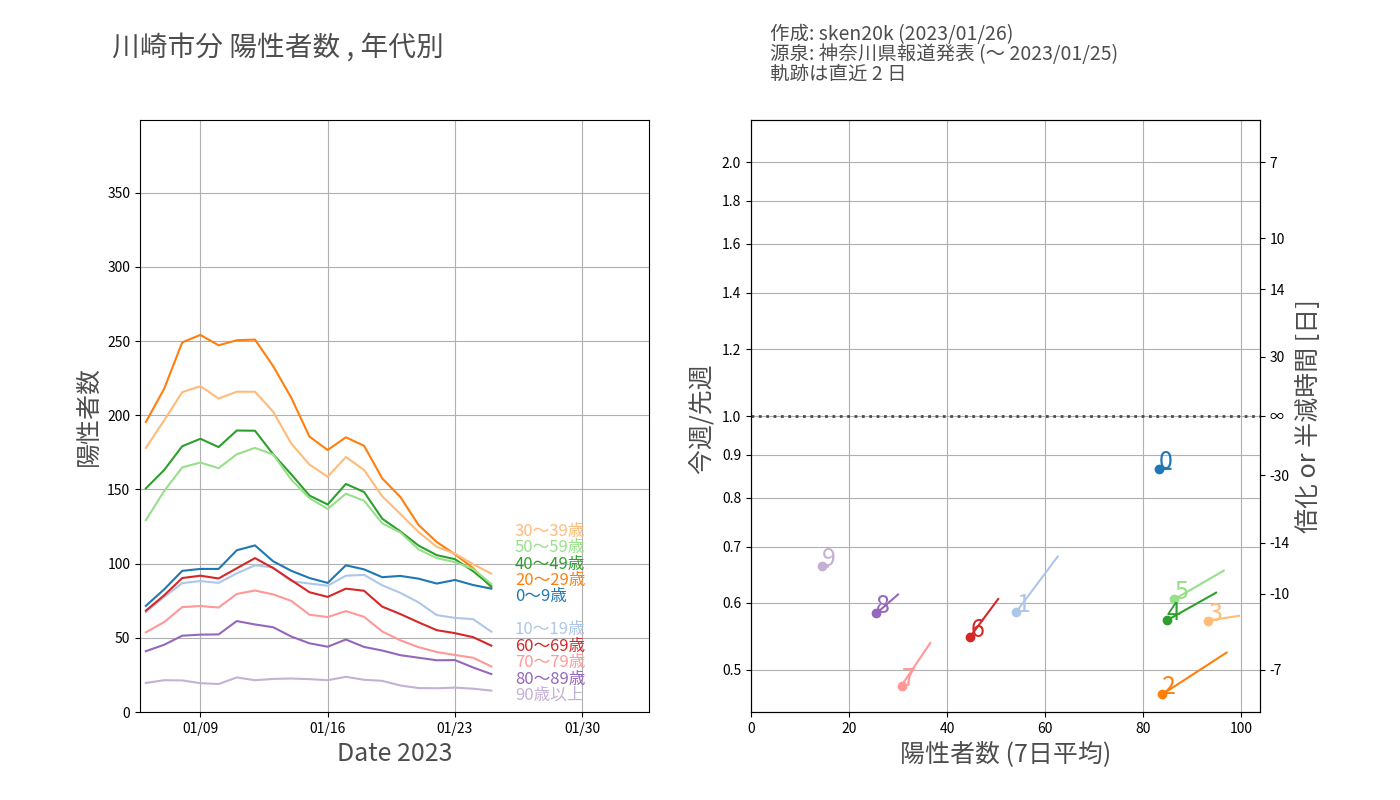 川崎市分 陽性者数 , 年代別
作成: sken20k (2023/01/26)
源泉: 神奈川県報道発表 (～ 2023/01/25)
軌跡は直近 2 日
陽性者数
350
300
250
200
150
100
50
0
30～39歳
50～59歳
40～49歳
20～29歳
0～9歳
10～19歳
60～69歳
70～79歳
80～89歳
90歳以上
01/09
01/16
01/23
01/30
Date 2023
今週/先週
2.0
1.8
1.6
1.4
1.2
1.0
0.9
0.8
0.7
0.6
0.5
0
9
8
1
5
4
3
6
7
2
0
20
40
60
80
100
陽性者数 (7日平均)
7
10
14
30
∞
-30
-14
-10
-7
倍化 or 半減時間 [日]